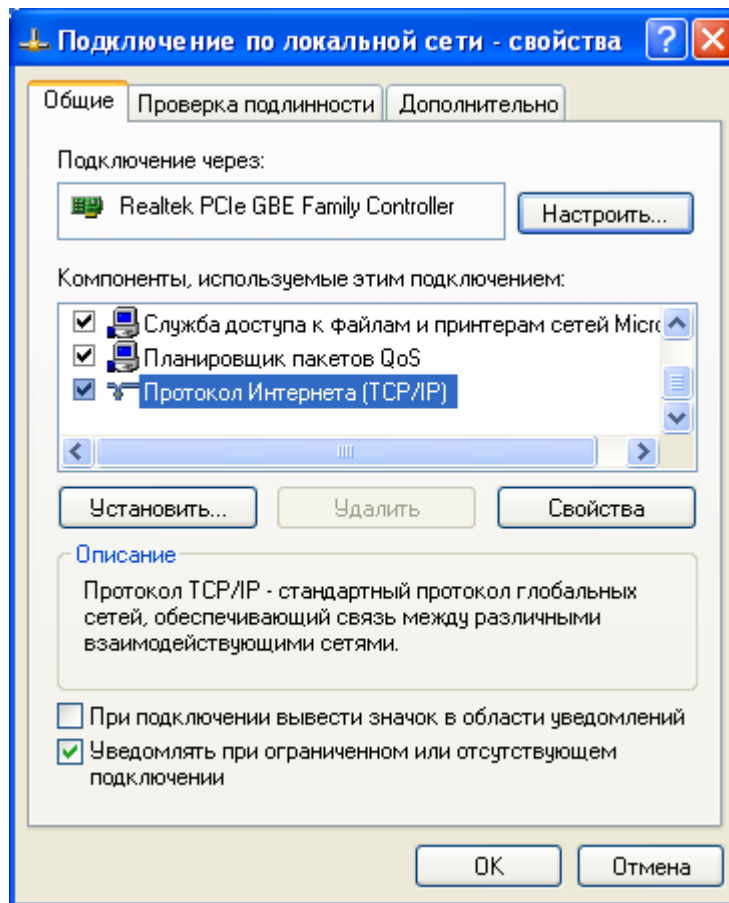 Подключение по локальной сети - свойства
Общие Проверка подлинности Дополнительно
Подключение через:
Realtek PCIe GBE Family Controller Настроить...
Компоненты, используемые этим подключением:
Служба доступа к файлам и принтерам сетей Micro
Планировщик пакетов QoS
Протокол Интернета (TCP/IP)
Установить... Удалить Свойства
Описание
Протокол TCP/IP - стандартный протокол глобальных
сетей, обеспечивающий связь между различными
взаимодействующими сетями.
При подключении вывести значок в области уведомлений
Уведомлять при ограниченном или отсутствующем
подключении
OK Отмена